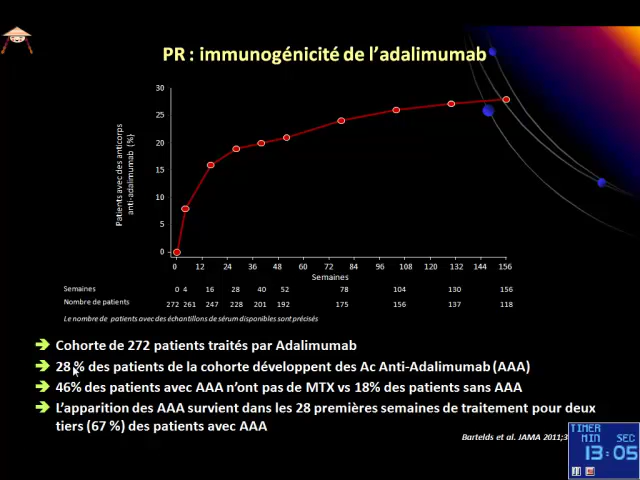 PR : immunogénicité de l’adalimumab
Patients avec des anticorps
anti-adalimumab (%)
30
25
20
15
10
5
0
0 12 24 36 48 60 72 84 96 108 120 132 144 156
Semaines
Semaines 0 4 16 28 40 52 78 104 130 156
Nombre de patients 272 261 247 228 201 192 175 156 137 118
Le nombre de patients avec des échantillons de sérum disponibles sont précisés
Cohorte de 272 patients traités par Adalimumab
28 % des patients de la cohorte développent des Ac Anti-Adalimumab (AAA)
46% des patients avec AAA n’ont pas de MTX vs 18% des patients sans AAA
L’apparition des AAA survient dans les 28 premières semaines de traitement pour deux
tiers (67 %) des patients avec AAA
Bartelds et al. JAMA 2011;3
TIMER
MIN SEC
13:05